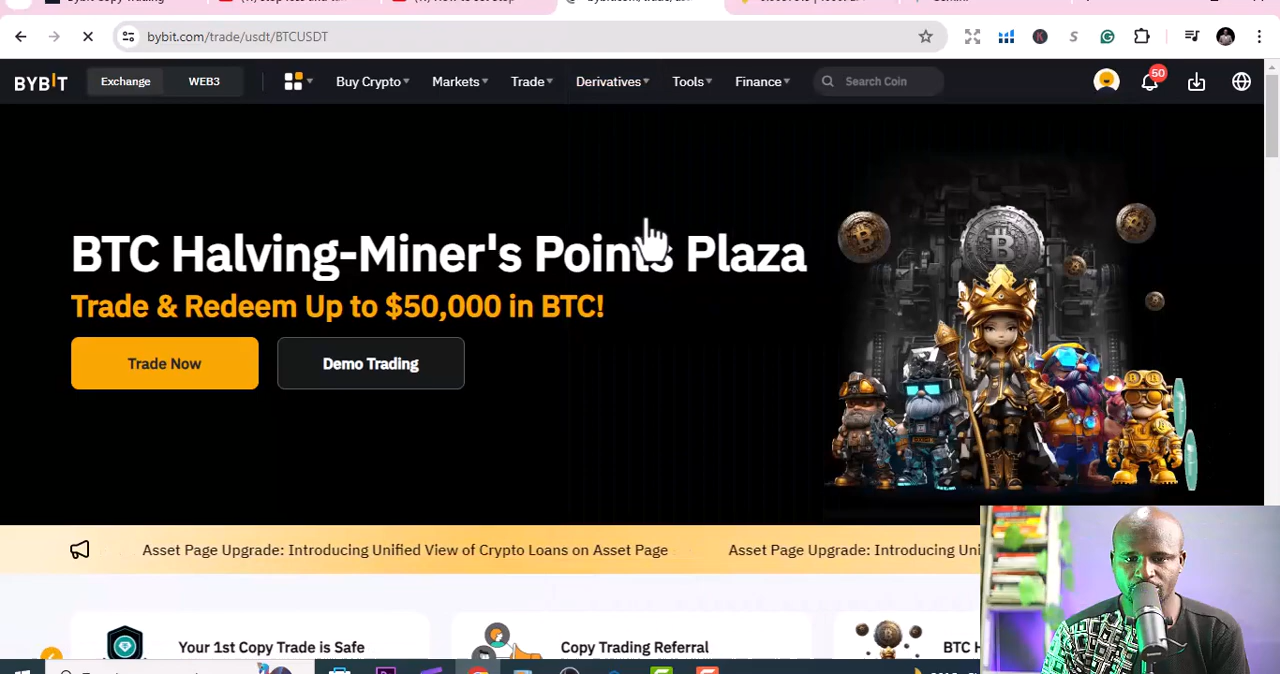 bybit.com/trade/usdt/BTCUSDT
BYBIT Exchange WEB3 Buy Crypto Markets Trade Derivatives Tools Finance Search Coin 50
BTC Halving-Miner's Points Plaza
Trade & Redeem Up to $50,000 in BTC!
Trade Now Demo Trading
Asset Page Upgrade: Introducing Unified View of Crypto Loans on Asset Page Asset Page Upgrade: Introducing Uni
Your 1st Copy Trade is Safe Copy Trading Referral BTC H